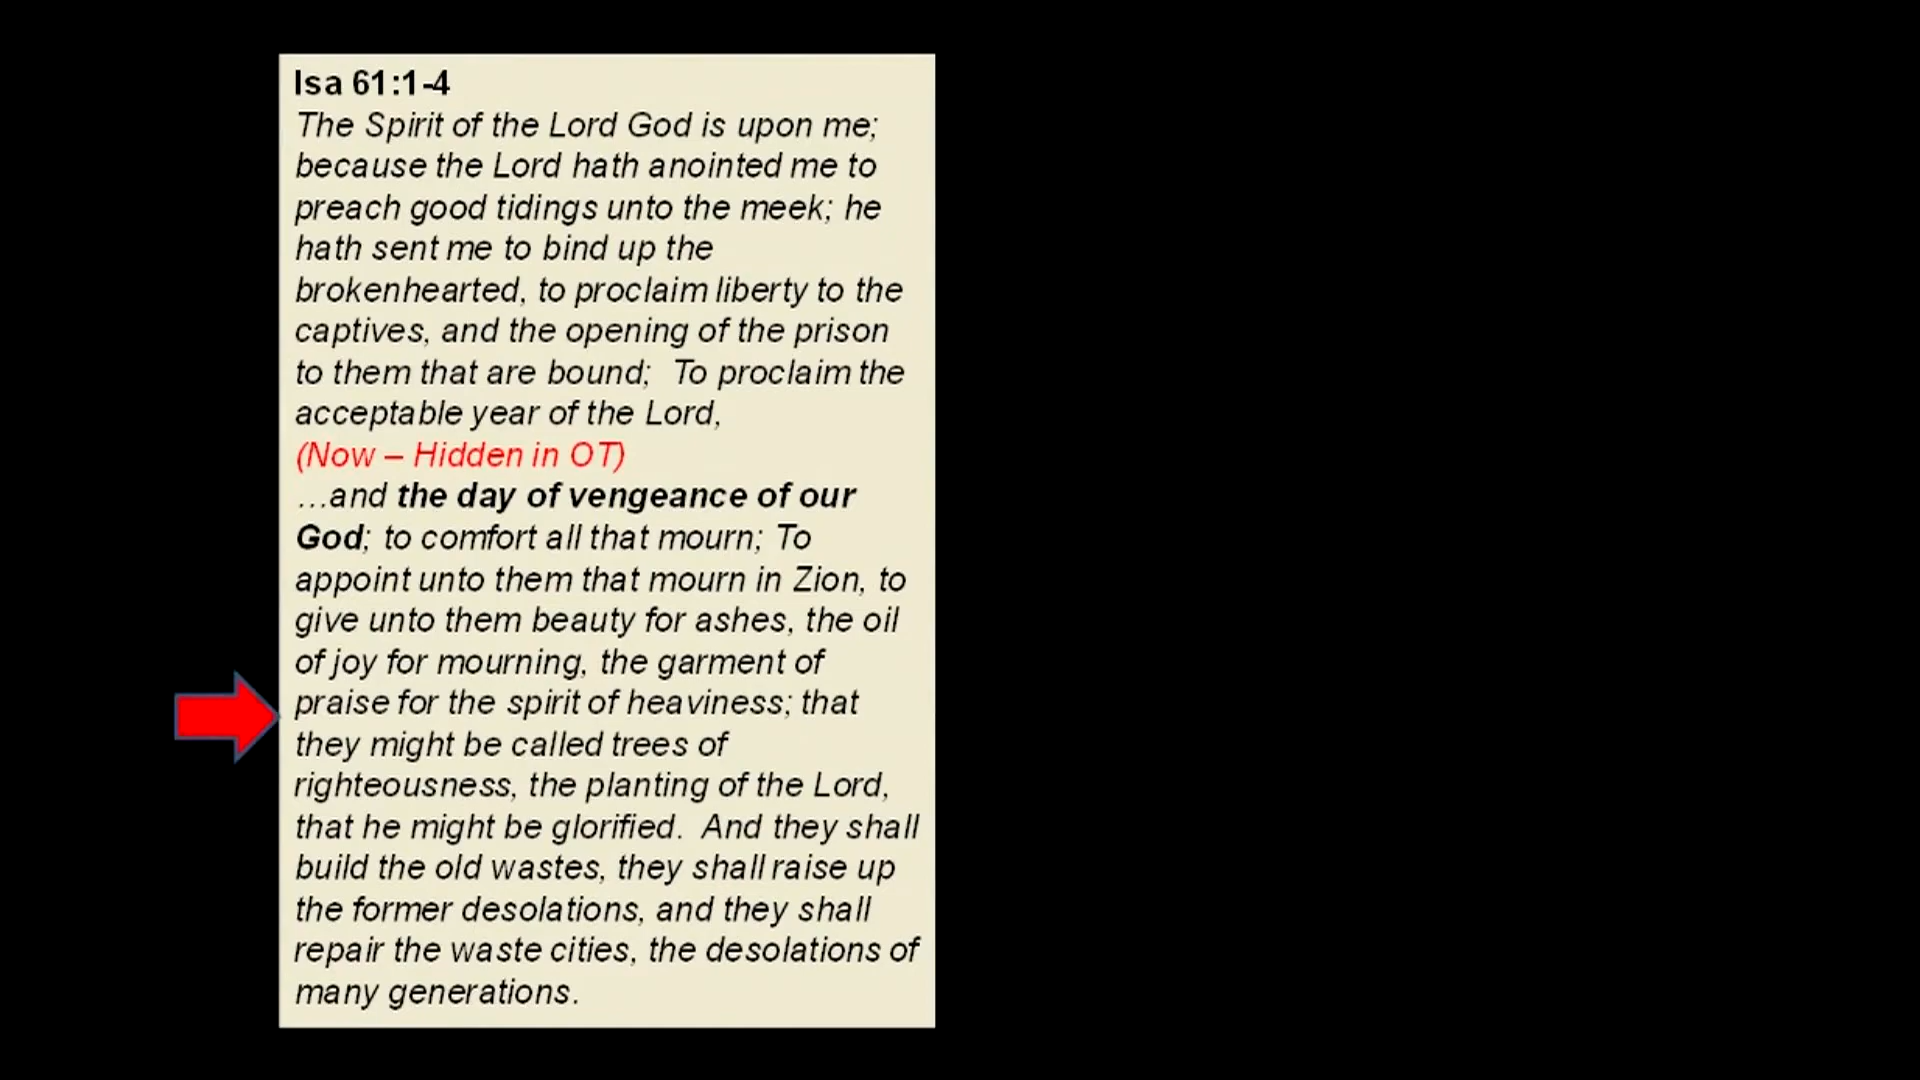 Isa 61:1-4
The Spirit of the Lord God is upon me;
because the Lord hath anointed me to
preach good tidings unto the meek; he
hath sent me to bind up the
brokenhearted, to proclaim liberty to the
captives, and the opening of the prison
to them that are bound;  To proclaim the
acceptable year of the Lord,
(Now – Hidden in OT)
…and the day of vengeance of our
God; to comfort all that mourn; To
appoint unto them that mourn in Zion, to
give unto them beauty for ashes, the oil
of joy for mourning, the garment of
praise for the spirit of heaviness; that
they might be called trees of
righteousness, the planting of the Lord,
that he might be glorified.  And they shall
build the old wastes, they shall raise up
the former desolations, and they shall
repair the waste cities, the desolations of
many generations.